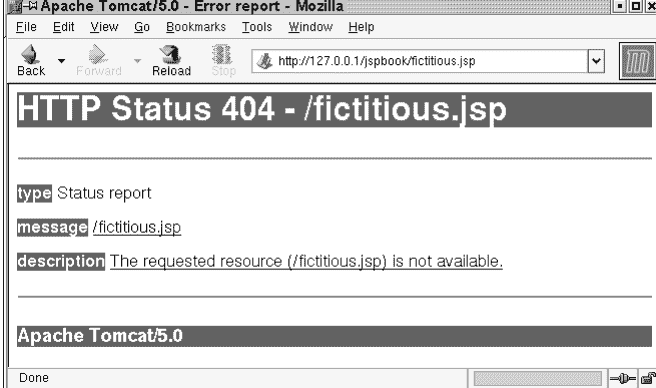 Apache Tomcat/5.0 - Error report - Mozilla
File Edit View Go Bookmarks Tools Window Help
Back Forward Reload Stop http://127.0.0.1/jspbook/fictitious.jsp
HTTP Status 404 - /fictitious.jsp
type Status report
message /fictitious.jsp
description The requested resource (/fictitious.jsp) is not available.
Apache Tomcat/5.0
Done